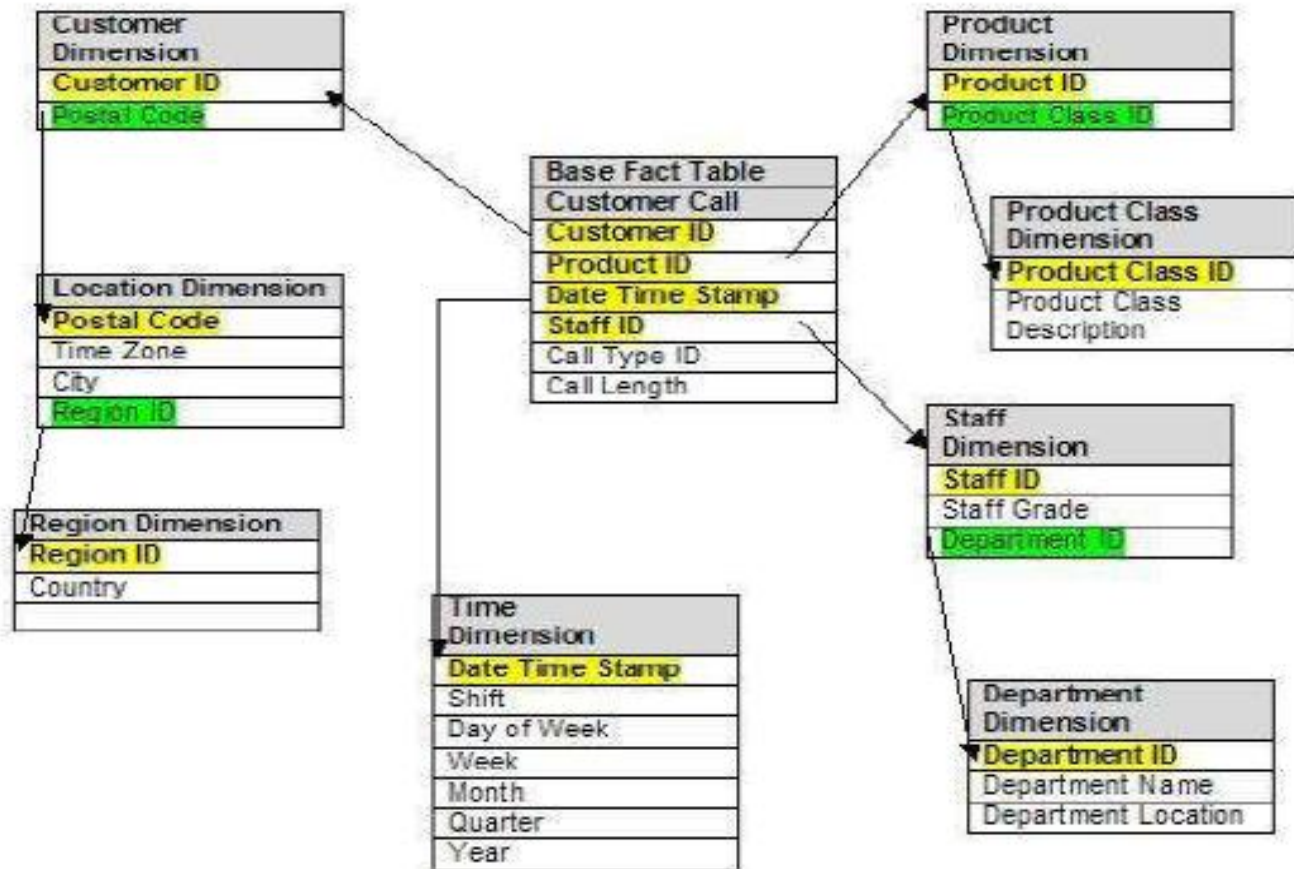 Customer
Dimension
Customer ID
Postal Code
Product
Dimension
Product ID
Product Class ID
Base Fact Table
Customer Call
Customer ID
Product ID
Date Time Stamp
Staff ID
Call Type ID
Call Length
Product Class
Dimension
Product Class ID
Product Class
Description
Location Dimension
Postal Code
Time Zone
City
Region ID
Staff
Dimension
Staff ID
Staff Grade
Department ID
Region Dimension
Region ID
Country
Time
Dimension
Date Time Stamp
Shift
Day of Week
Week
Month
Quarter
Year
Department
Dimension
Department ID
Department Name
Department Location